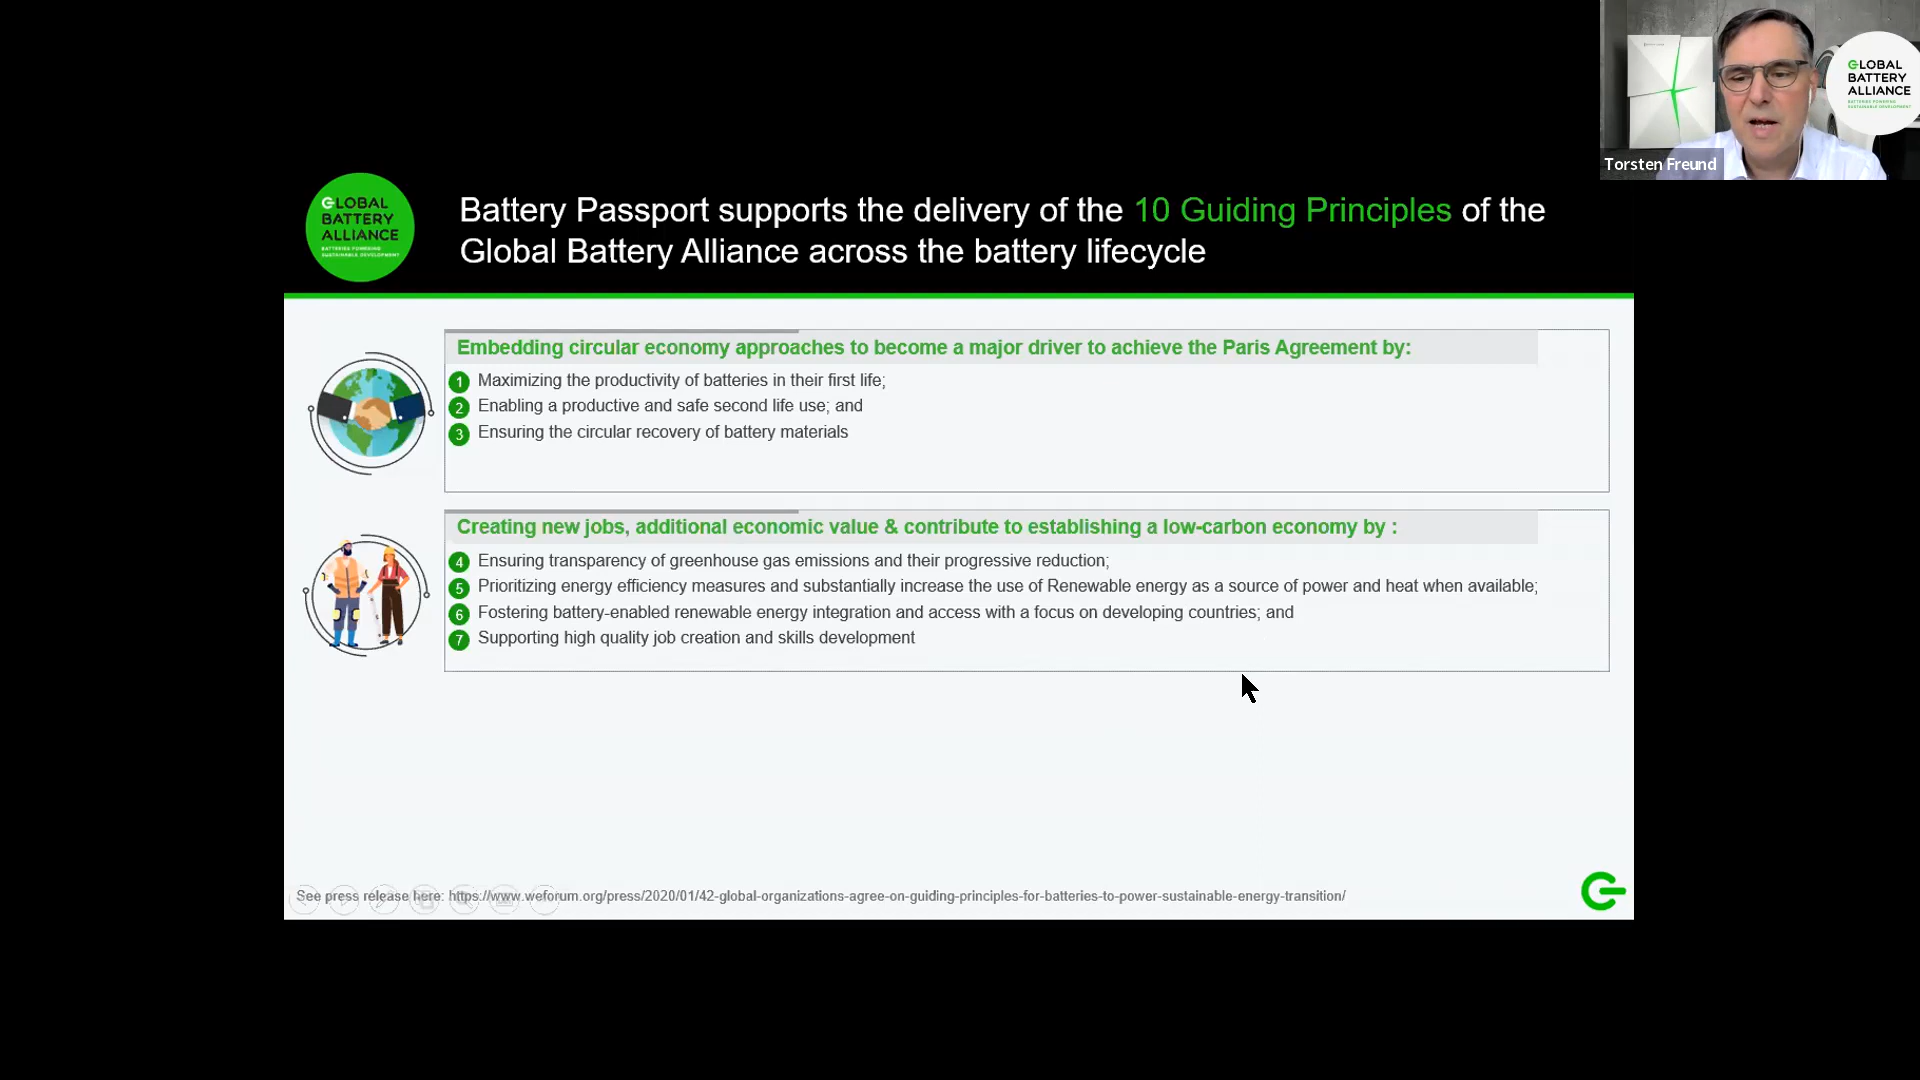 GLOBAL
BATTERY
ALLIANCE
BATTERIES POWERING
SUSTAINABLE DEVELOPMENT
Torsten Freund
GLOBAL
BATTERY
ALLIANCE
BATTERIES POWERING
SUSTAINABLE DEVELOPMENT
Battery Passport supports the delivery of the 10 Guiding Principles of the
Global Battery Alliance across the battery lifecycle
Embedding circular economy approaches to become a major driver to achieve the Paris Agreement by:
1 Maximizing the productivity of batteries in their first life;
2 Enabling a productive and safe second life use; and
3 Ensuring the circular recovery of battery materials
Creating new jobs, additional economic value & contribute to establishing a low-carbon economy by :
4 Ensuring transparency of greenhouse gas emissions and their progressive reduction;
5 Prioritizing energy efficiency measures and substantially increase the use of Renewable energy as a source of power and heat when available;
6 Fostering battery-enabled renewable energy integration and access with a focus on developing countries; and
7 Supporting high quality job creation and skills development
See press release here: https://www.weforum.org/press/2020/01/42-global-organizations-agree-on-guiding-principles-for-batteries-to-power-sustainable-energy-transition/